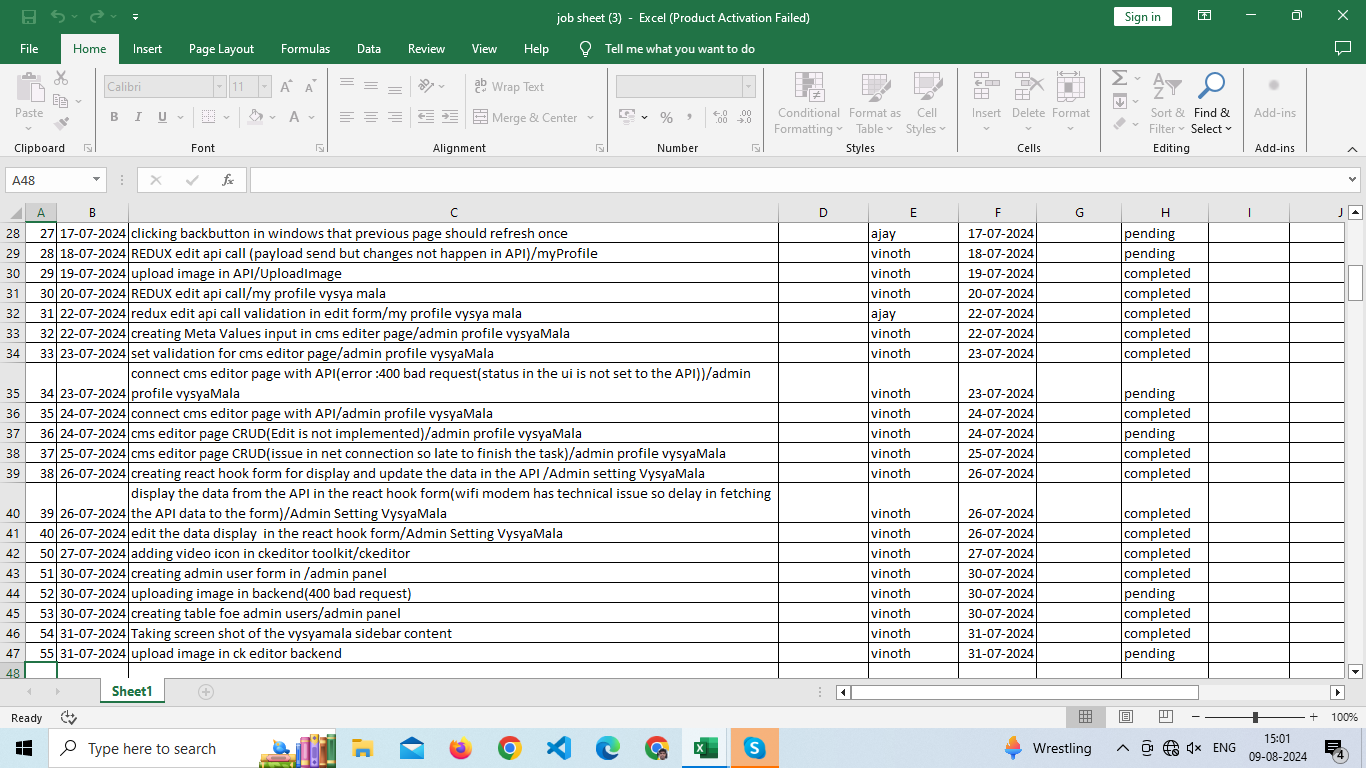 job sheet (3) - Excel (Product Activation Failed)
Sign in
File Home Insert Page Layout Formulas Data Review View Help Tell me what you want to do
Calibri 11
Paste
B I U
Wrap Text
Merge & Center
Conditional Formatting
Format as Table
Cell Styles
Insert Delete Format
Sort & Filter
Find & Select
Add-ins
Clipboard Font Alignment Number Styles Cells Editing Add-ins
A48 fx
A B C D E F G H I J
28 27 17-07-2024 clicking backbutton in windows that previous page should refresh once ajay 17-07-2024 pending
29 28 18-07-2024 REDUX edit api call (payload send but changes not happen in API)/myProfile vinoth 18-07-2024 pending
30 29 19-07-2024 upload image in API/UploadImage vinoth 19-07-2024 completed
31 30 20-07-2024 REDUX edit api call/my profile vysya mala vinoth 20-07-2024 completed
32 31 22-07-2024 redux edit api call validation in edit form/my profile vysya mala ajay 22-07-2024 completed
33 32 22-07-2024 creating Meta Values input in cms editer page/admin profile vysyaMala vinoth 22-07-2024 completed
34 33 23-07-2024 set validation for cms editor page/admin profile vysyaMala vinoth 23-07-2024 completed
connect cms editor page with API(error :400 bad request(status in the ui is not set to the API))/admin
35 34 23-07-2024 profile vysyaMala vinoth 23-07-2024 pending
36 35 24-07-2024 connect cms editor page with API/admin profile vysyaMala vinoth 24-07-2024 completed
37 36 24-07-2024 cms editor page CRUD(Edit is not implemented)/admin profile vysyaMala vinoth 24-07-2024 pending
38 37 25-07-2024 cms editor page CRUD(issue in net connection so late to finish the task)/admin profile vysyaMala vinoth 25-07-2024 completed
39 38 26-07-2024 creating react hook form for display and update the data in the API /Admin setting VysyaMala vinoth 26-07-2024 completed
display the data from the API in the react hook form(wifi modem has technical issue so delay in fetching
40 39 26-07-2024 the API data to the form)/Admin Setting VysyaMala vinoth 26-07-2024 completed
41 40 26-07-2024 edit the data display in the react hook form/Admin Setting VysyaMala vinoth 26-07-2024 completed
42 50 27-07-2024 adding video icon in ckeditor toolkit/ckeditor vinoth 27-07-2024 completed
43 51 30-07-2024 creating admin user form in /admin panel vinoth 30-07-2024 completed
44 52 30-07-2024 uploading image in backend(400 bad request) vinoth 30-07-2024 pending
45 53 30-07-2024 creating table foe admin users/admin panel vinoth 30-07-2024 completed
46 54 31-07-2024 Taking screen shot of the vysyamala sidebar content vinoth 31-07-2024 completed
47 55 31-07-2024 upload image in ck editor backend vinoth 31-07-2024 pending
48
Sheet1
Ready 100%
Type here to search Wrestling ENG 15:01
09-08-2024 4